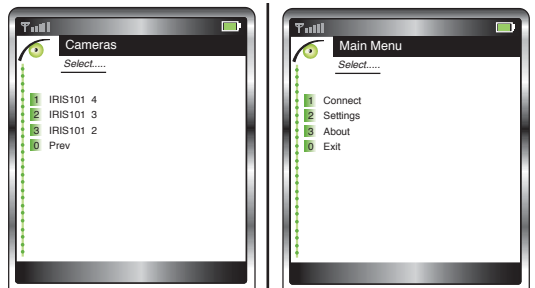 Cameras
Select.....
1 IRIS101 4
2 IRIS101 3
3 IRIS101 2
0 Prev
Main Menu
Select.....
1 Connect
2 Settings
3 About
0 Exit